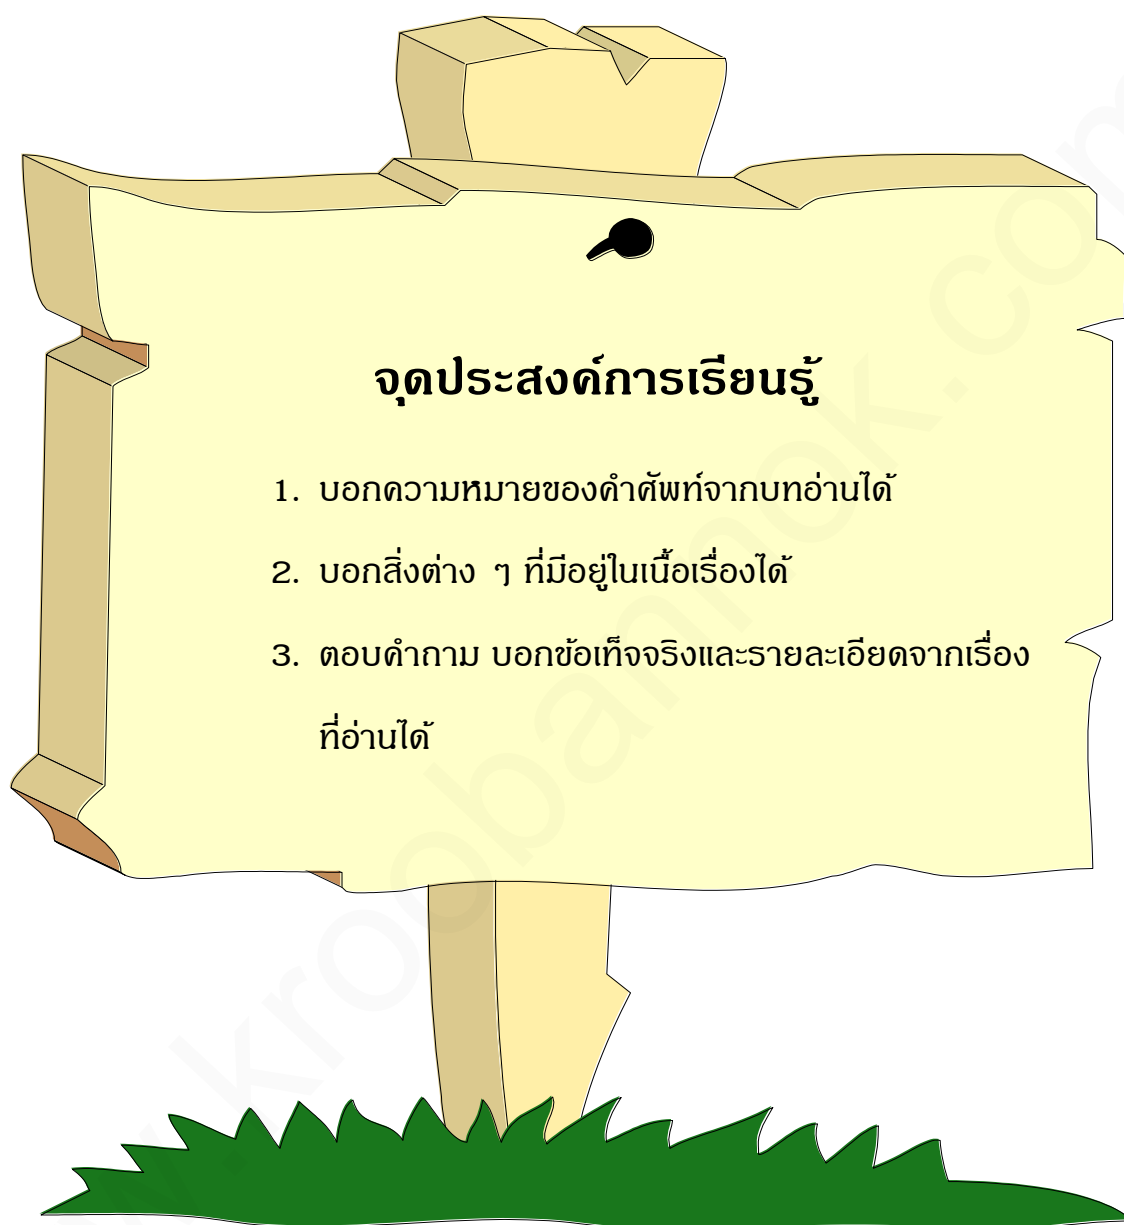 จุดประสงค์การเรียนรู้
1. บอกความหมายของคำศัพท์จากบทอ่านได้
2. บอกสิ่งต่าง ๆ ที่มีอยู่ในเนื้อเรื่องได้
3. ตอบคำถาม บอกข้อเท็จจริงและรายละเอียดจากเรื่อง
ที่อ่านได้
www.kroobannok.com